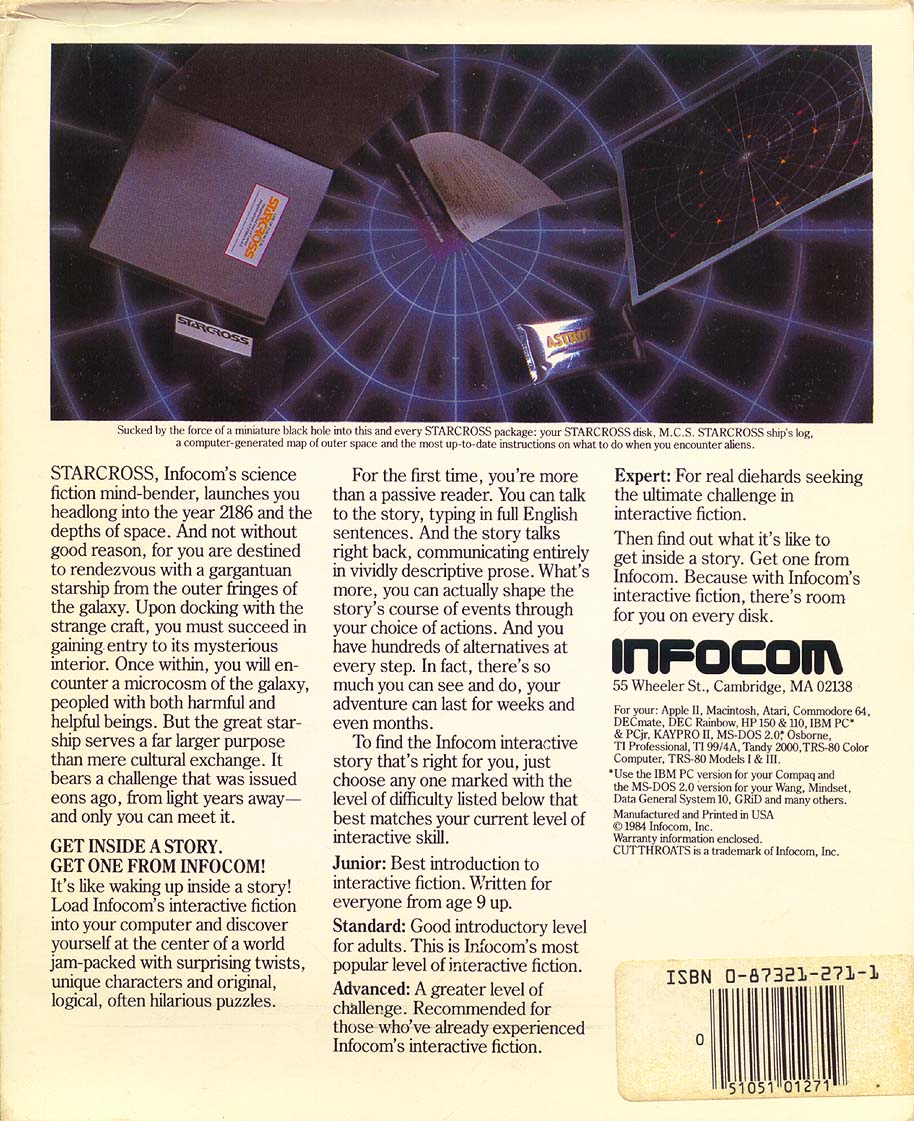 STARCROSS
STARCROSS
ASTRO
Sucked by the force of a miniature black hole into this and every STARCROSS package: your STARCROSS disk, M.C.S. STARCROSS ship's log,
a computer-generated map of outer space and the most up-to-date instructions on what to do when you encounter aliens.
STARCROSS, Infocom's science
fiction mind-bender, launches you
headlong into the year 2186 and the
depths of space. And not without
good reason, for you are destined
to rendezvous with a gargantuan
starship from the outer fringes of
the galaxy. Upon docking with the
strange craft, you must succeed in
gaining entry to its mysterious
interior. Once within, you will en-
counter a microcosm of the galaxy,
peopled with both harmful and
helpful beings. But the great star-
ship serves a far larger purpose
than mere cultural exchange. It
bears a challenge that was issued
eons ago, from light years away—
and only you can meet it.
GET INSIDE A STORY.
GET ONE FROM INFOCOM!
It's like waking up inside a story!
Load Infocom's interactive fiction
into your computer and discover
yourself at the center of a world
jam-packed with surprising twists,
unique characters and original,
logical, often hilarious puzzles.
For the first time, you're more
than a passive reader. You can talk
to the story, typing in full English
sentences. And the story talks
right back, communicating entirely
in vividly descriptive prose. What's
more, you can actually shape the
story's course of events through
your choice of actions. And you
have hundreds of alternatives at
every step. In fact, there's so
much you can see and do, your
adventure can last for weeks and
even months.
To find the Infocom interactive
story that's right for you, just
choose any one marked with the
level of difficulty listed below that
best matches your current level of
interactive skill.
Junior: Best introduction to
interactive fiction. Written for
everyone from age 9 up.
Standard: Good introductory level
for adults. This is Infocom's most
popular level of interactive fiction.
Advanced: A greater level of
challenge. Recommended for
those who've already experienced
Infocom's interactive fiction.
Expert: For real diehards seeking
the ultimate challenge in
interactive fiction.
Then find out what it's like to
get inside a story. Get one from
Infocom. Because with Infocom's
interactive fiction, there's room
for you on every disk.
INFOCOM
55 Wheeler St., Cambridge, MA 02138
For your: Apple II, Macintosh, Atari, Commodore 64,
DECmate, DEC Rainbow, HP 150 & 110, IBM PC*
& PCjr, KAYPRO II, MS-DOS 2.0,* Osborne,
TI Professional, TI 99/4A, Tandy 2000, TRS-80 Color
Computer, TRS-80 Models I & III.
*Use the IBM PC version for your Compaq and
the MS-DOS 2.0 version for your Wang, Mindset,
Data General System 10, GRiD and many others.
Manufactured and Printed in USA
© 1984 Infocom, Inc.
Warranty information enclosed.
CUTTHROATS is a trademark of Infocom, Inc.
ISBN 0-87321-271-1
0
51051 01271